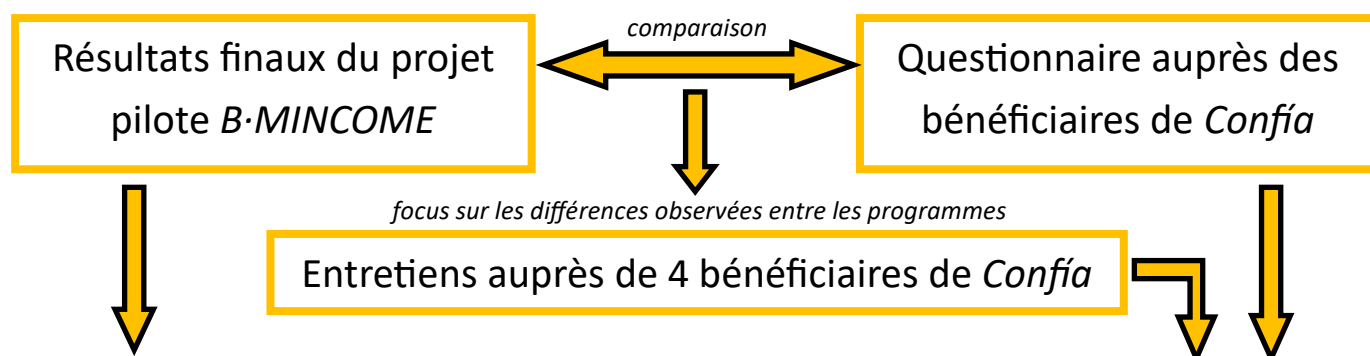 comparaison
Résultats finaux du projet
pilote B·MINCOME
Questionnaire auprès des
bénéficiaires de Confía
focus sur les différences observées entre les programmes
Entretiens auprès de 4 bénéficiaires de Confía